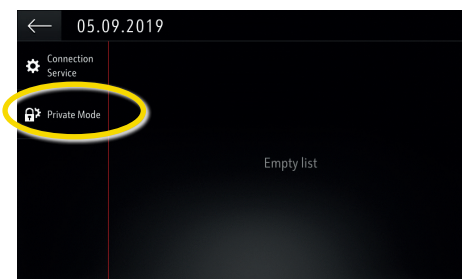 05.09.2019
Connection
Service
Private Mode
Empty list